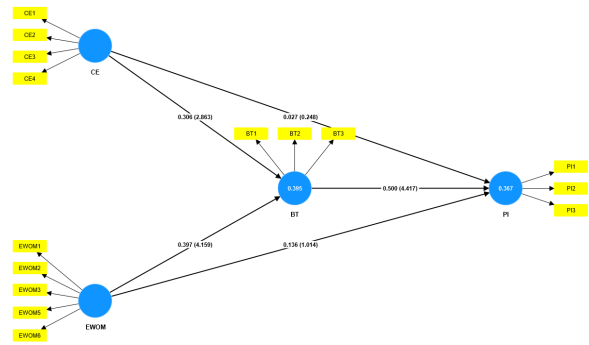 CE1
CE2
CE3
CE4
CE
0.306 (2.863)
0.027 (0.248)
BT1
BT2
BT3
0.395
BT
0.500 (4.417)
0.367
PI
PI1
PI2
PI3
0.397 (4.159)
0.136 (1.014)
EWOM1
EWOM2
EWOM3
EWOM5
EWOM6
EWOM